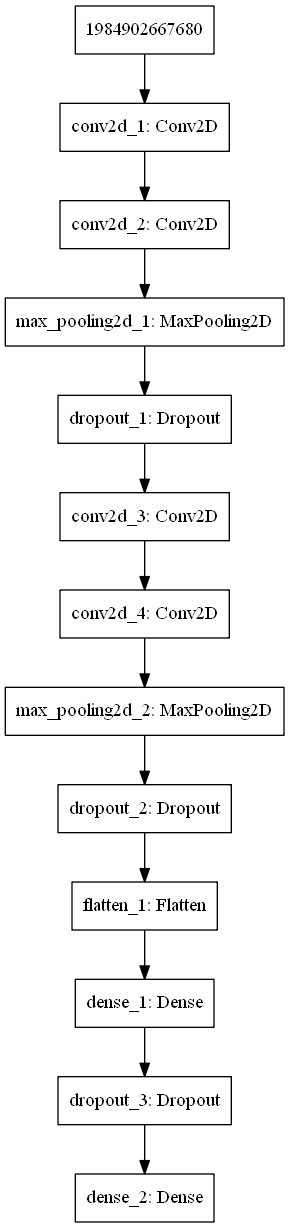 1984902667680
conv2d_1: Conv2D
conv2d_2: Conv2D
max_pooling2d_1: MaxPooling2D
dropout_1: Dropout
conv2d_3: Conv2D
conv2d_4: Conv2D
max_pooling2d_2: MaxPooling2D
dropout_2: Dropout
flatten_1: Flatten
dense_1: Dense
dropout_3: Dropout
dense_2: Dense